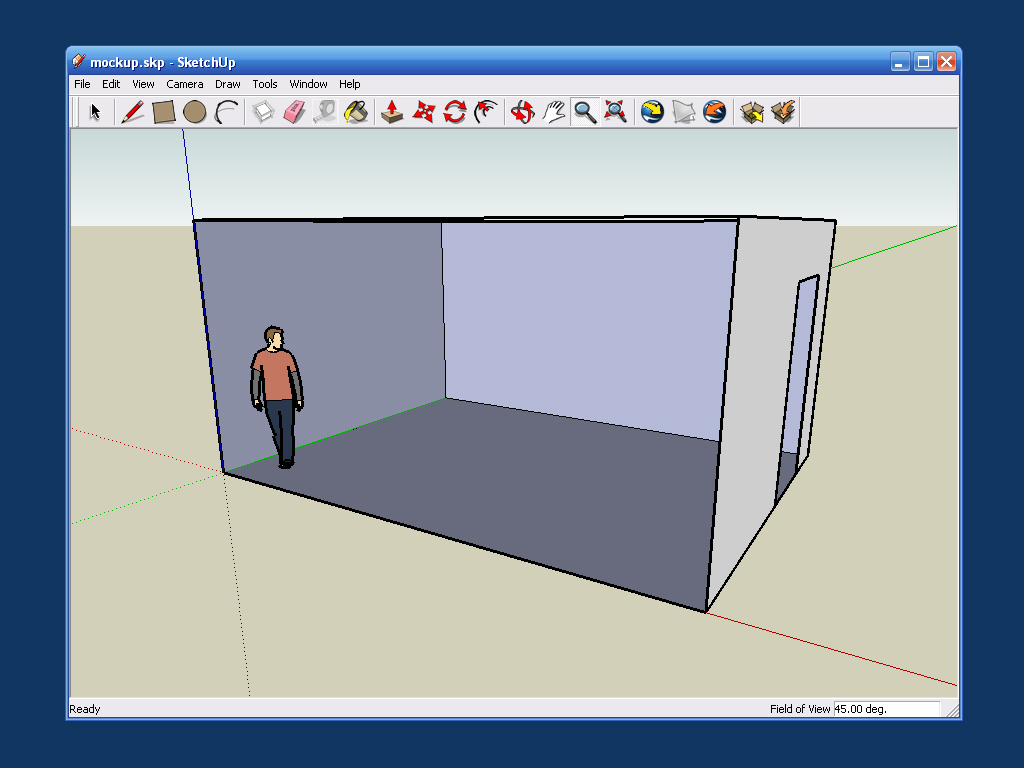 mockup.skp - SketchUp
File Edit View Camera Draw Tools Window Help
Ready
Field of View 45.00 deg.